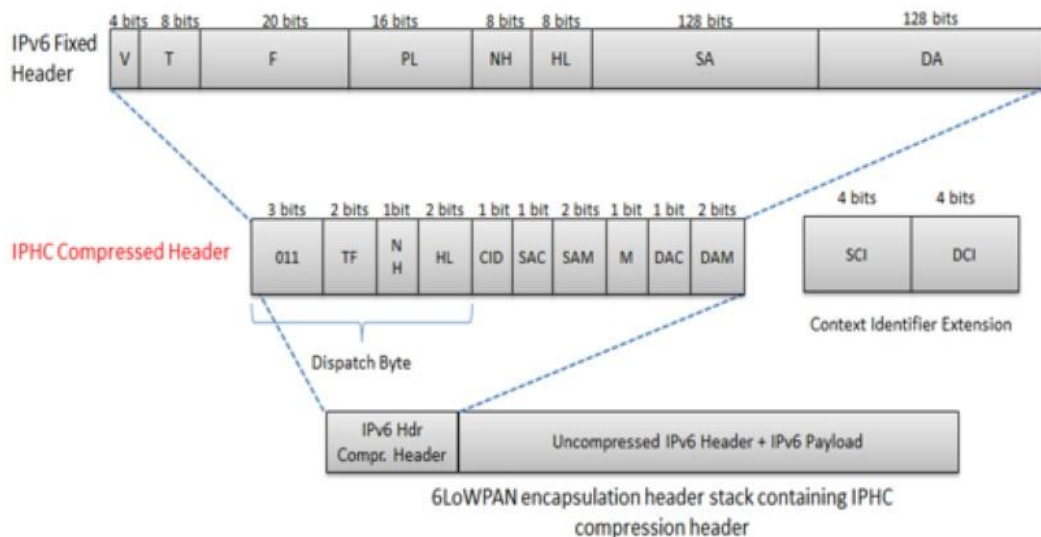 4 bits 8 bits 20 bits 16 bits 8 bits 8 bits 128 bits 128 bits
IPv6 Fixed
Header
V T F PL NH HL SA DA
3 bits 2 bits 1bit 2 bits 1 bit 1 bit 2 bits 1 bit 1 bit 2 bits
4 bits 4 bits
IPHC Compressed Header
011 TF N
H HL CID SAC SAM M DAC DAM
SCI DCI
Context Identifier Extension
Dispatch Byte
IPv6 Hdr
Compr. Header
Uncompressed IPv6 Header + IPv6 Payload
6LoWPAN encapsulation header stack containing IPHC
compression header